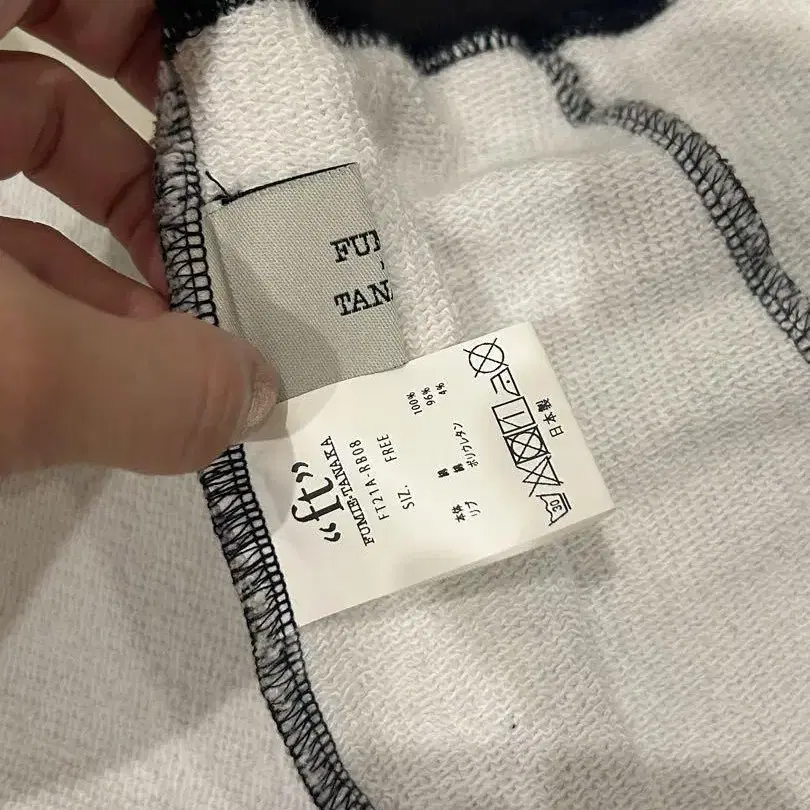 FU
TANA
“ft”
FUMIE=TANAKA
FT21A-RB08
SIZ. FREE
本体 綿 100%
リブ 綿 96%
ポリウレタン 4%
30
日本製